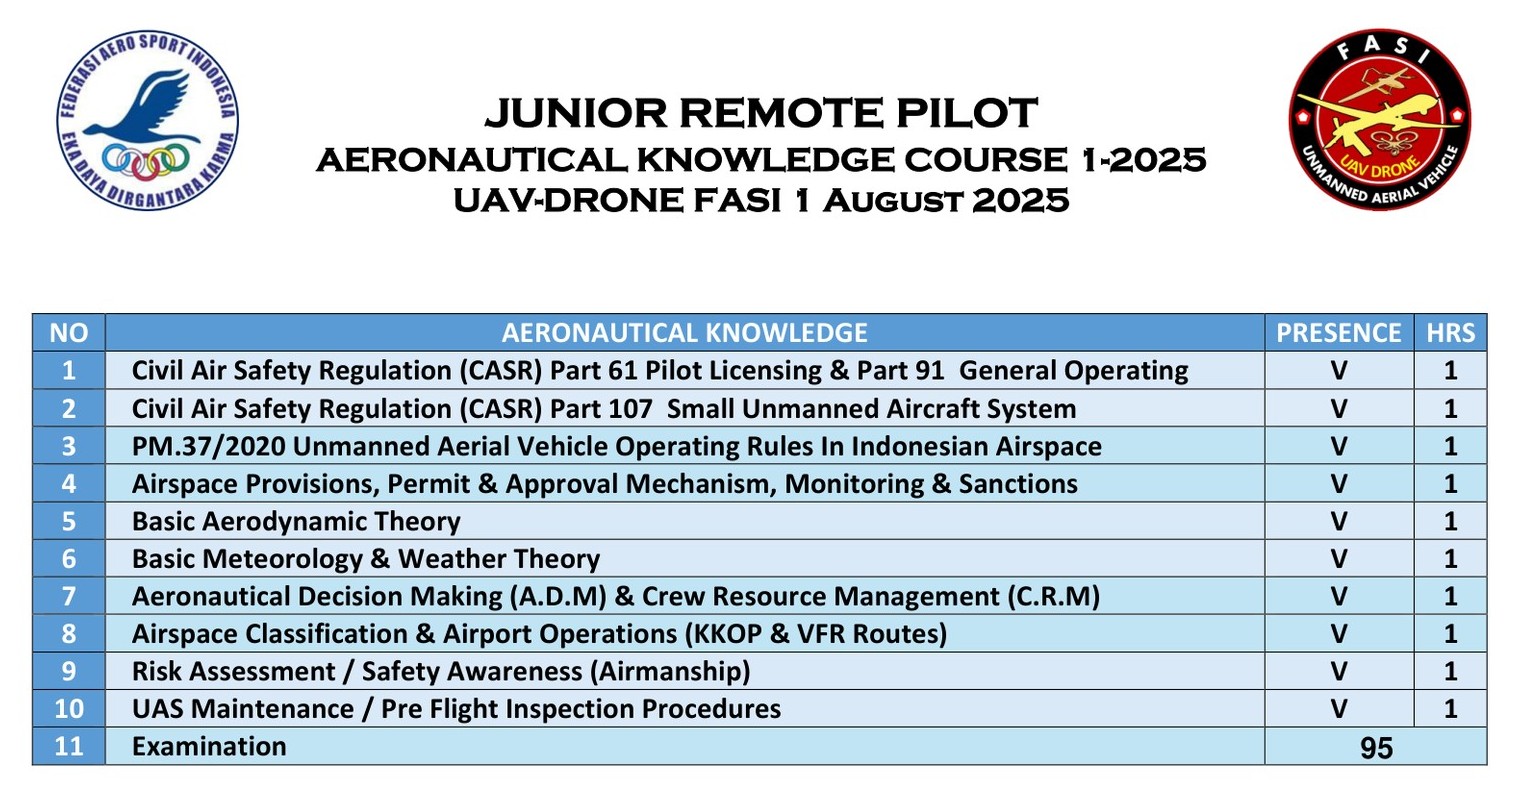 FEDERASI AERO SPORT INDONESIA
EKA DAYA DIRGANTARA KARMA
JUNIOR REMOTE PILOT
AERONAUTICAL KNOWLEDGE COURSE 1-2025
UAV-DRONE FASI 1 AUGUST 2025
FASI
UAV DRONE
UNMANNED AERIAL VEHICLE
NO AERONAUTICAL KNOWLEDGE PRESENCE HRS
1 Civil Air Safety Regulation (CASR) Part 61 Pilot Licensing & Part 91 General Operating V 1
2 Civil Air Safety Regulation (CASR) Part 107 Small Unmanned Aircraft System V 1
3 PM.37/2020 Unmanned Aerial Vehicle Operating Rules In Indonesian Airspace V 1
4 Airspace Provisions, Permit & Approval Mechanism, Monitoring & Sanctions V 1
5 Basic Aerodynamic Theory V 1
6 Basic Meteorology & Weather Theory V 1
7 Aeronautical Decision Making (A.D.M) & Crew Resource Management (C.R.M) V 1
8 Airspace Classification & Airport Operations (KKOP & VFR Routes) V 1
9 Risk Assessment / Safety Awareness (Airmanship) V 1
10 UAS Maintenance / Pre Flight Inspection Procedures V 1
11 Examination 95